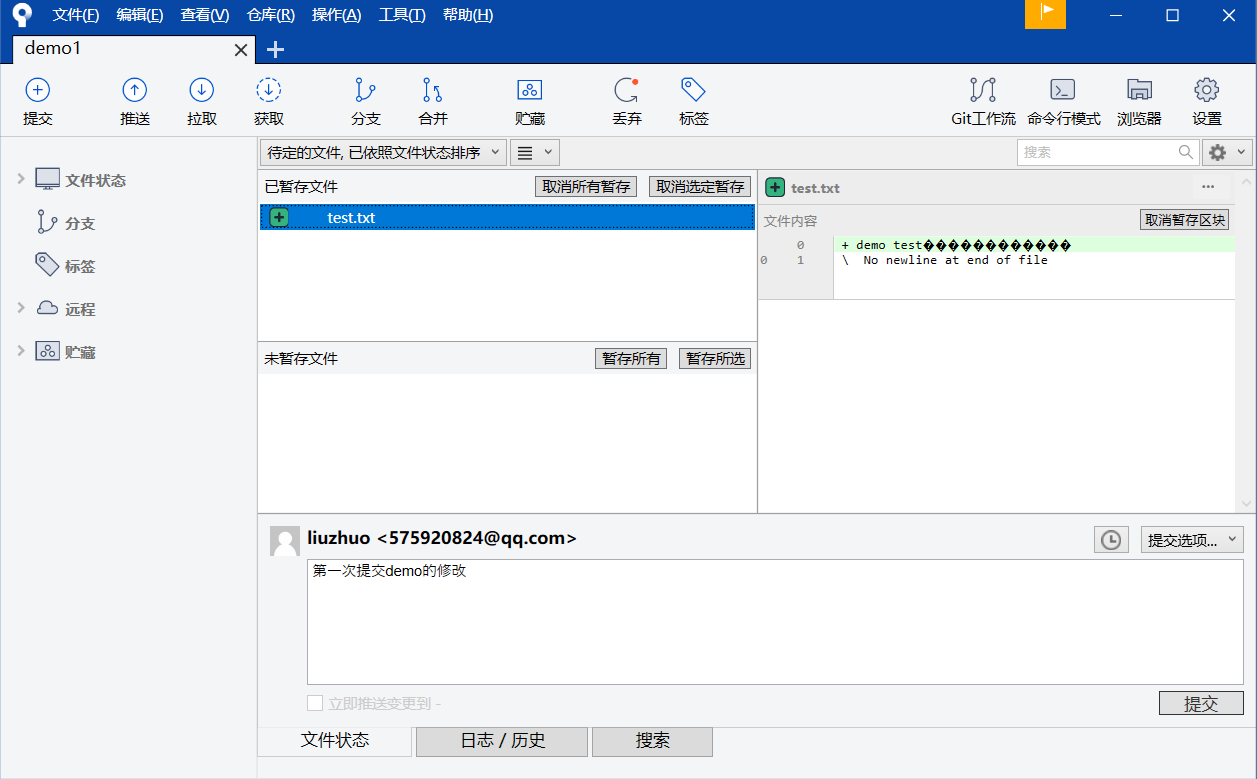 文件(F) 编辑(E) 查看(V) 仓库(R) 操作(A) 工具(T) 帮助(H)
demo1
提交 推送 拉取 获取 分支 合并 贮藏 丢弃 标签 Git工作流 命令行模式 浏览器 设置
待定的文件, 已依照文件状态排序 搜索
文件状态
分支
标签
远程
贮藏
已暂存文件 取消所有暂存 取消选定暂存
test.txt
未暂存文件 暂存所有 暂存所选
test.txt ...
文件内容 取消暂存区块
0 + demo test������������
0 1 \ No newline at end of file
liuzhuo <575920824@qq.com> 提交选项...
第一次提交demo的修改
立即推送变更到 - 提交
文件状态 日志 / 历史 搜索